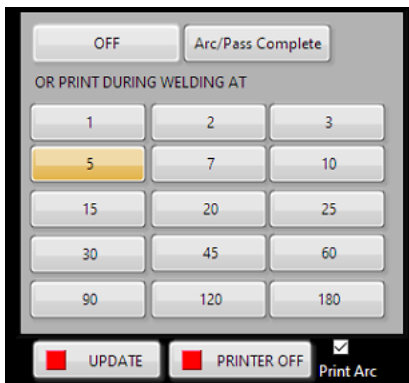 OFF Arc/Pass Complete
OR PRINT DURING WELDING AT
1 2 3
5 7 10
15 20 25
30 45 60
90 120 180
UPDATE PRINTER OFF Print Arc